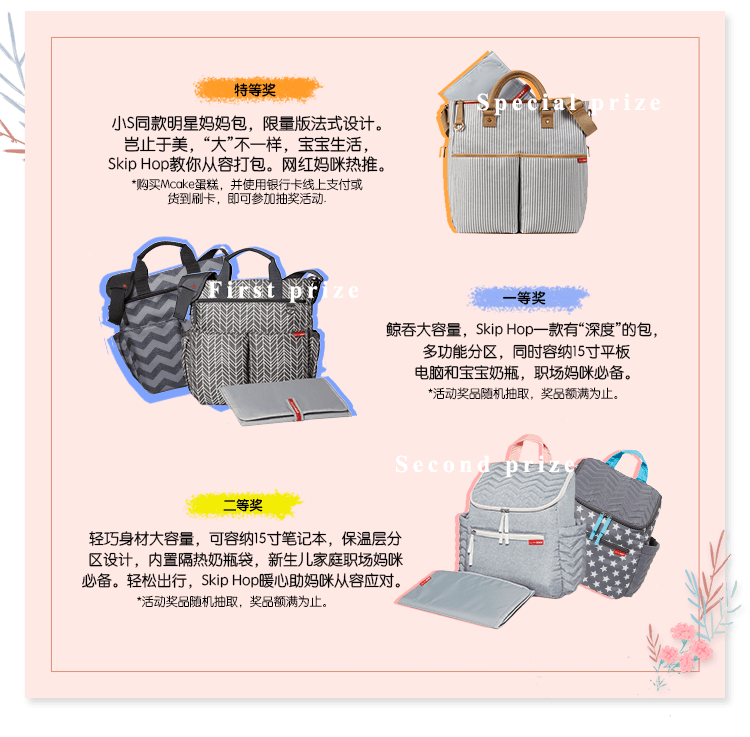 特等奖
Special prize
小S同款明星妈妈包，限量版法式设计。
岂止于美，“大”不一样，宝宝生活，
Skip Hop教你从容打包。网红妈咪热推。
*购买Mcake蛋糕，并使用银行卡线上支付或
货到刷卡，即可参加抽奖活动.
First prize
一等奖
鲸吞大容量，Skip Hop一款有“深度”的包，
多功能分区，同时容纳15寸平板
电脑和宝宝奶瓶，职场妈咪必备。
*活动奖品随机抽取，奖品额满为止。
Second prize
二等奖
轻巧身材大容量，可容纳15寸笔记本，保温层分
区设计，内置隔热奶瓶袋，新生儿家庭职场妈咪
必备。轻松出行，Skip Hop暖心助妈咪从容应对。
*活动奖品随机抽取，奖品额满为止。